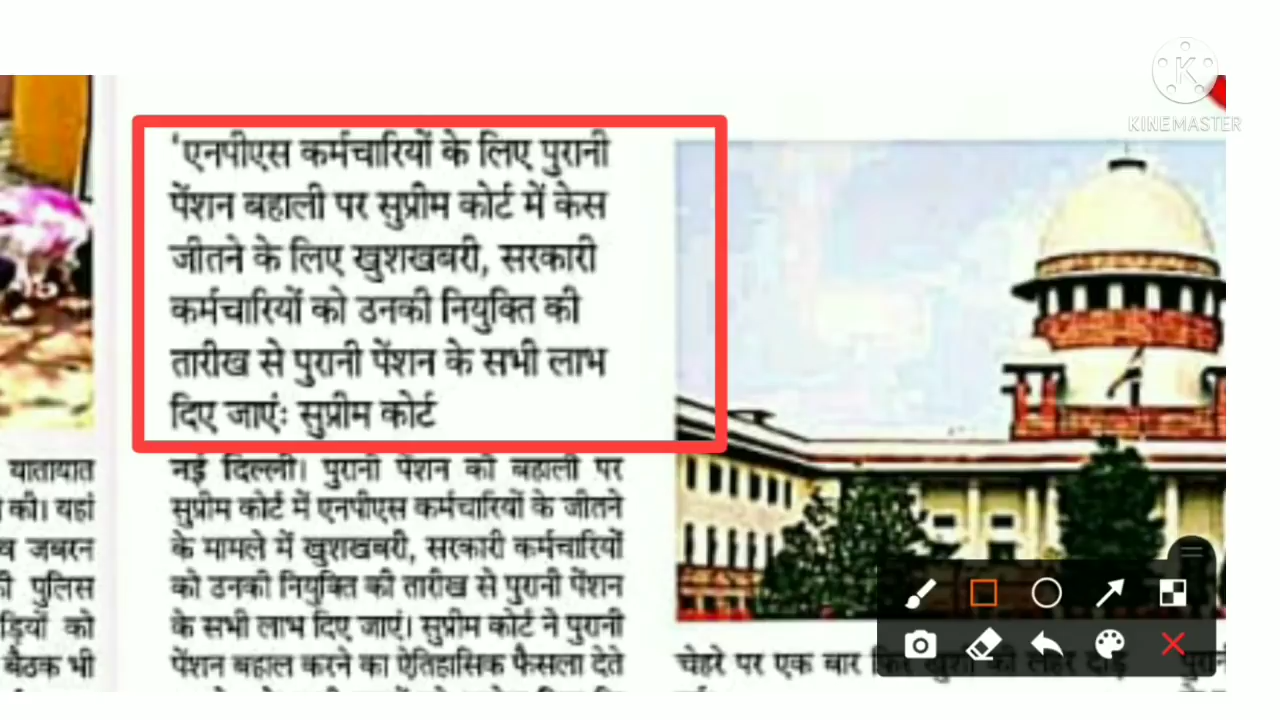 'एनपीएस कर्मचारियों के लिए पुरानी
पेंशन बहाली पर सुप्रीम कोर्ट में केस
जीतने के लिए खुशखबरी, सरकारी
कर्मचारियों को उनकी नियुक्ति की
तारीख से पुरानी पेंशन के सभी लाभ
दिए जाएंः सुप्रीम कोर्ट
नई दिल्ली। पुरानी पेंशन की बहाली पर
सुप्रीम कोर्ट में एनपीएस कर्मचारियों के जीतने
के मामले में खुशखबरी, सरकारी कर्मचारियों
को उनकी नियुक्ति की तारीख से पुरानी पेंशन
के सभी लाभ दिए जाएं। सुप्रीम कोर्ट ने पुरानी
पेंशन बहाल करने का ऐतिहासिक फैसला देते
यातायात
की। यहां
जबरन
पुलिस
को
बैठक भी
चेहरे पर एक बार फिर खुशी की लहर दौड़
K
KINEMASTER